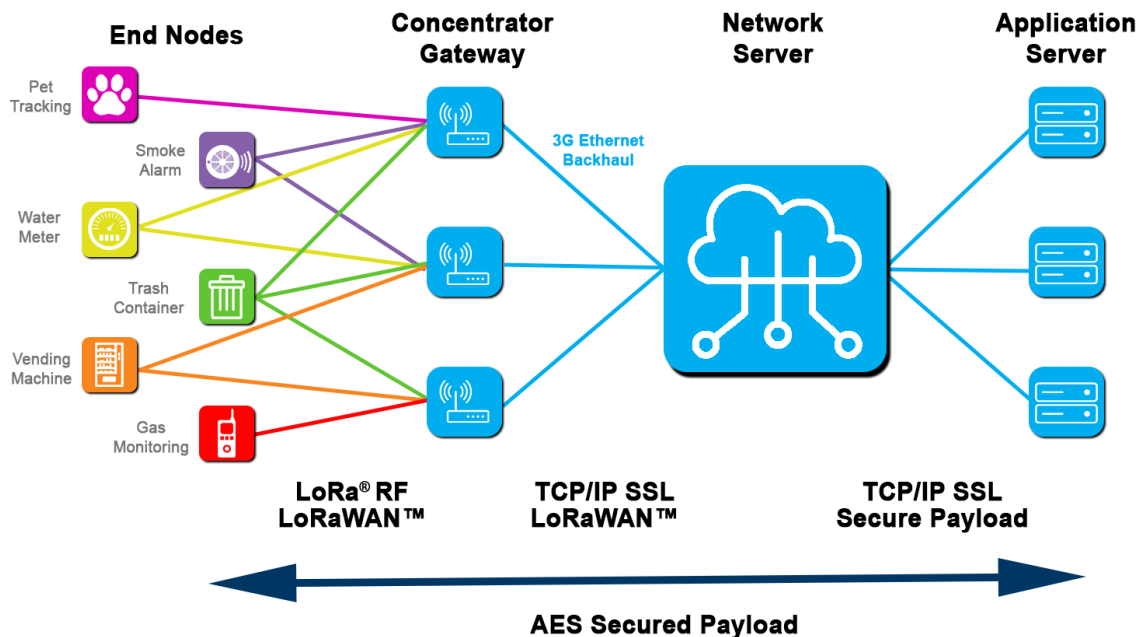 End Nodes
Concentrator
Gateway
Network
Server
Application
Server
Pet
Tracking
Smoke
Alarm
Water
Meter
Trash
Container
Vending
Machine
Gas
Monitoring
3G Ethernet
Backhaul
LoRa® RF
LoRaWAN™
TCP/IP SSL
LoRaWAN™
TCP/IP SSL
Secure Payload
AES Secured Payload